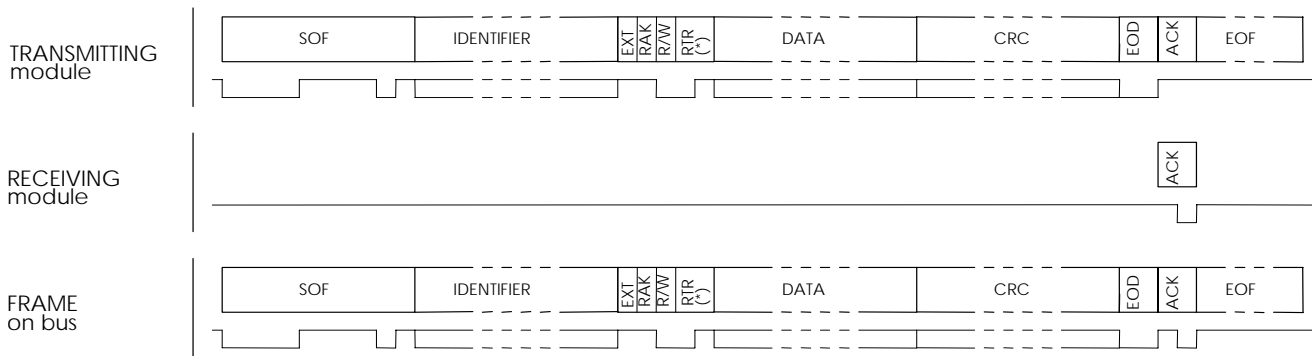 SOF IDENTIFIER EXT RAK R/W RTR (*) DATA CRC EOD ACK EOF
TRANSMITTING
module
ACK
RECEIVING
module
SOF IDENTIFIER EXT RAK R/W RTR (*) DATA CRC EOD ACK EOF
FRAME
on bus